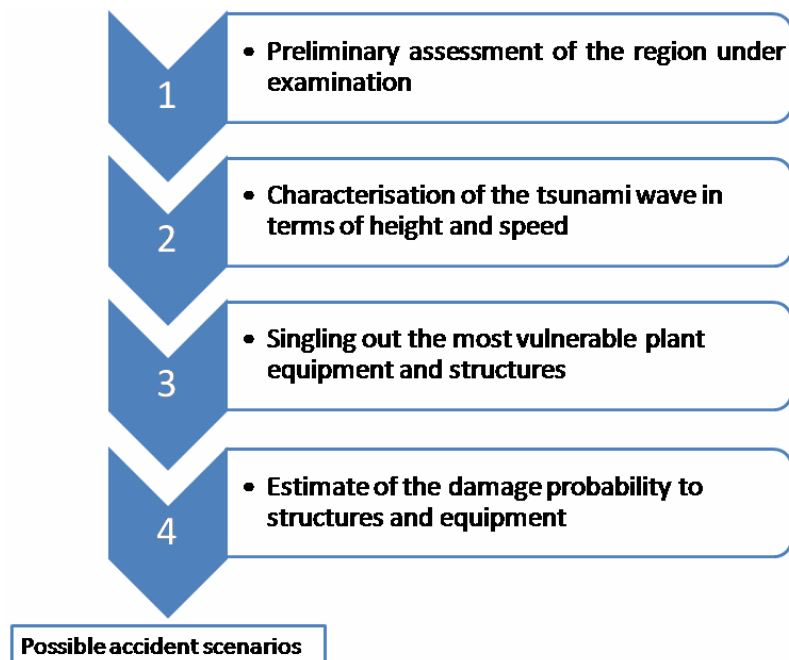 1
• Preliminary assessment of the region under
examination
2
• Characterisation of the tsunami wave in
terms of height and speed
3
• Singling out the most vulnerable plant
equipment and structures
4
• Estimate of the damage probability to
structures and equipment
Possible accident scenarios